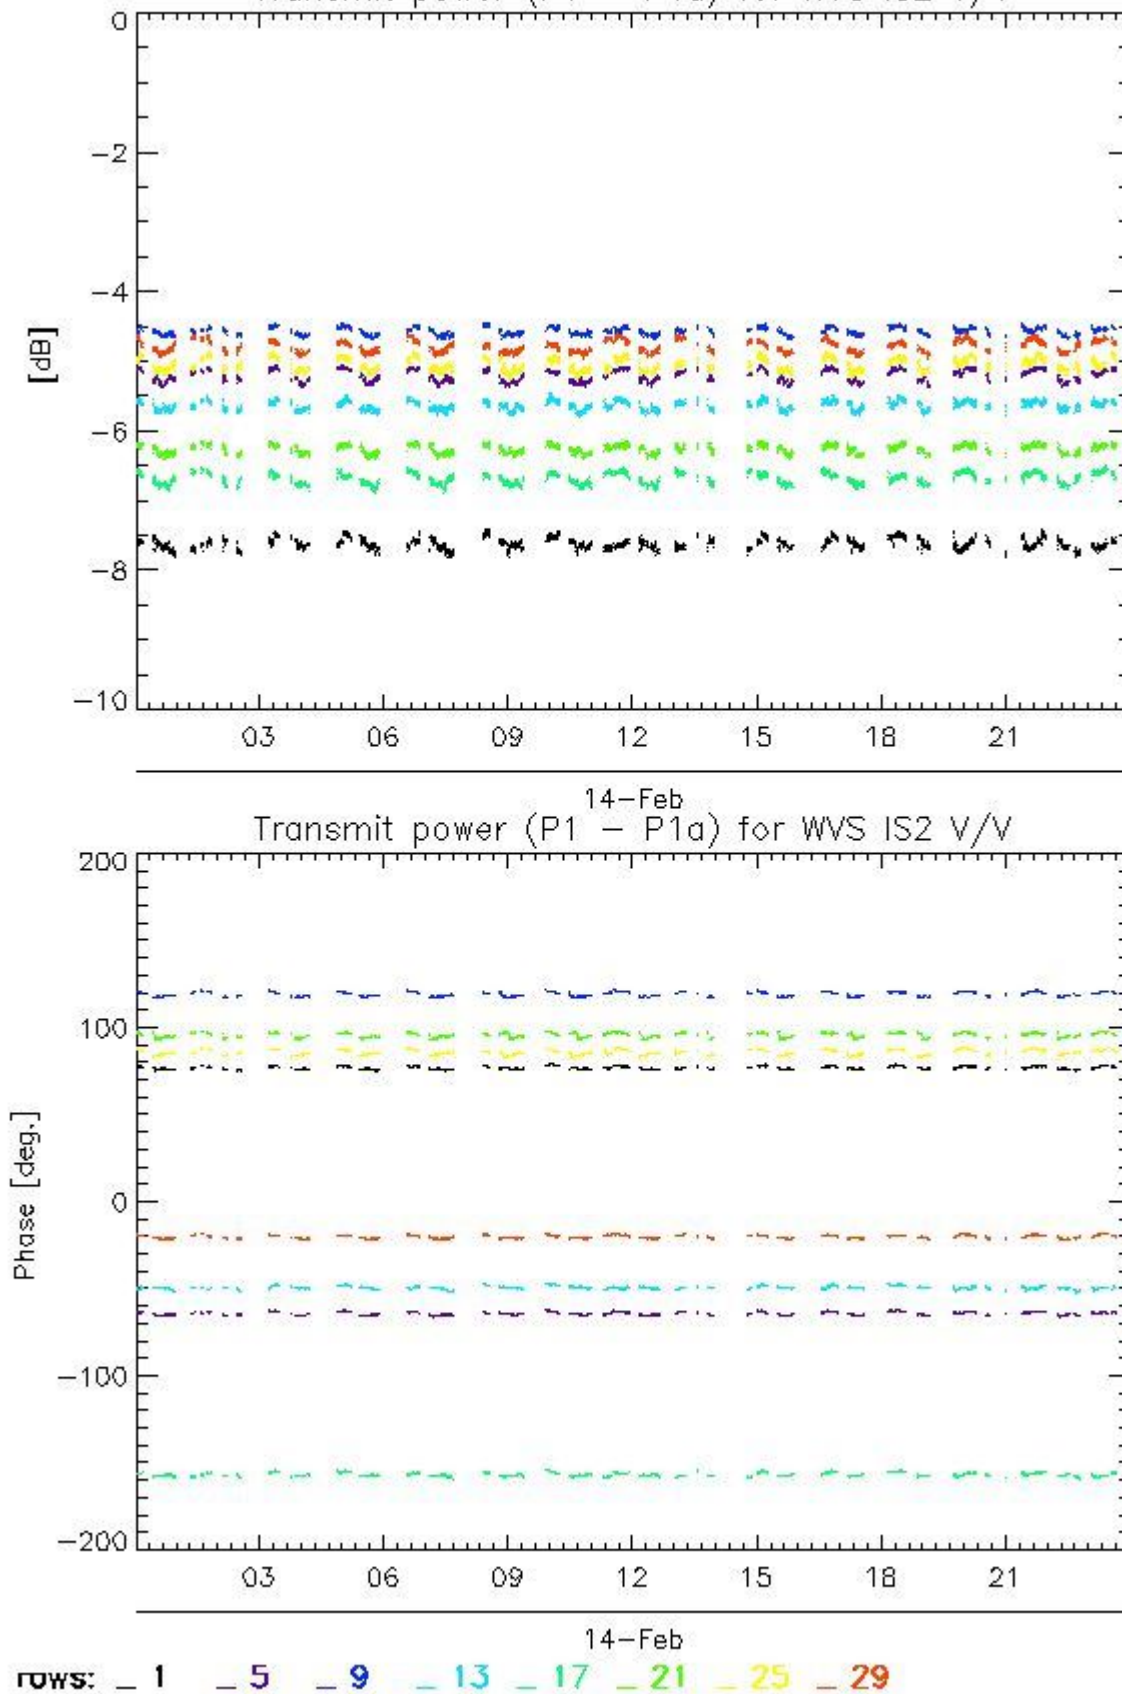 0
-2
-4
[dB]
-6
-8
-10
03 06 09 12 15 18 21
14-Feb
Transmit power (P1 - P1a) for WVS IS2 V/V
200
100
Phase [deg.]
0
-100
-200
03 06 09 12 15 18 21
14-Feb
rows: _ 1 _ 5 _ 9 _ 13 _ 17 _ 21 _ 25 _ 29